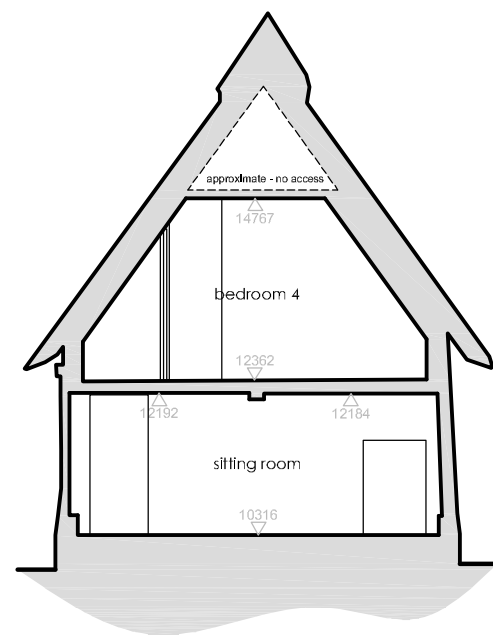 approximate - no access
14767
bedroom 4
12362
12192
12184
sitting room
10316